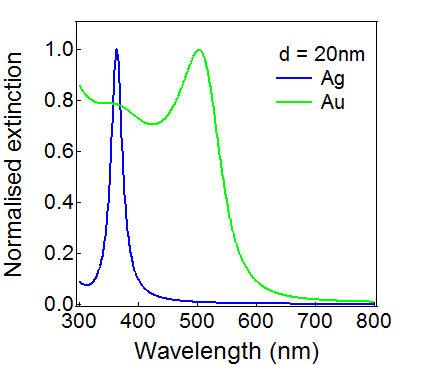 d = 20nm
Ag
Au
Normalised extinction
1.0
0.8
0.6
0.4
0.2
0.0
300 400 500 600 700 800
Wavelength (nm)